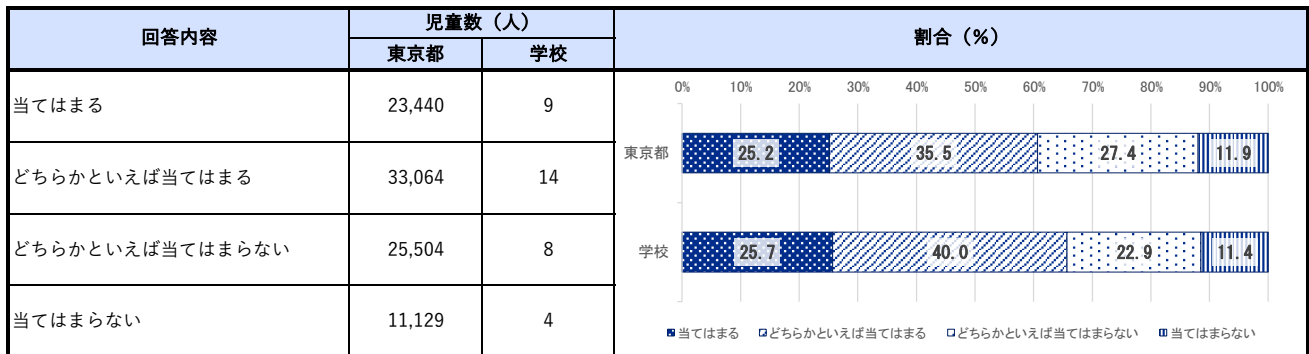 回答内容
児童数（人）
割合（%）
東京都 学校
当てはまる 23,440 9
どちらかといえば当てはまる 33,064 14
どちらかといえば当てはまらない 25,504 8
当てはまらない 11,129 4
0% 10% 20% 30% 40% 50% 60% 70% 80% 90% 100%
東京都 25.2 35.5 27.4 11.9
学校 25.7 40.0 22.9 11.4
当てはまる どちらかといえば当てはまる どちらかといえば当てはまらない 当てはまらない